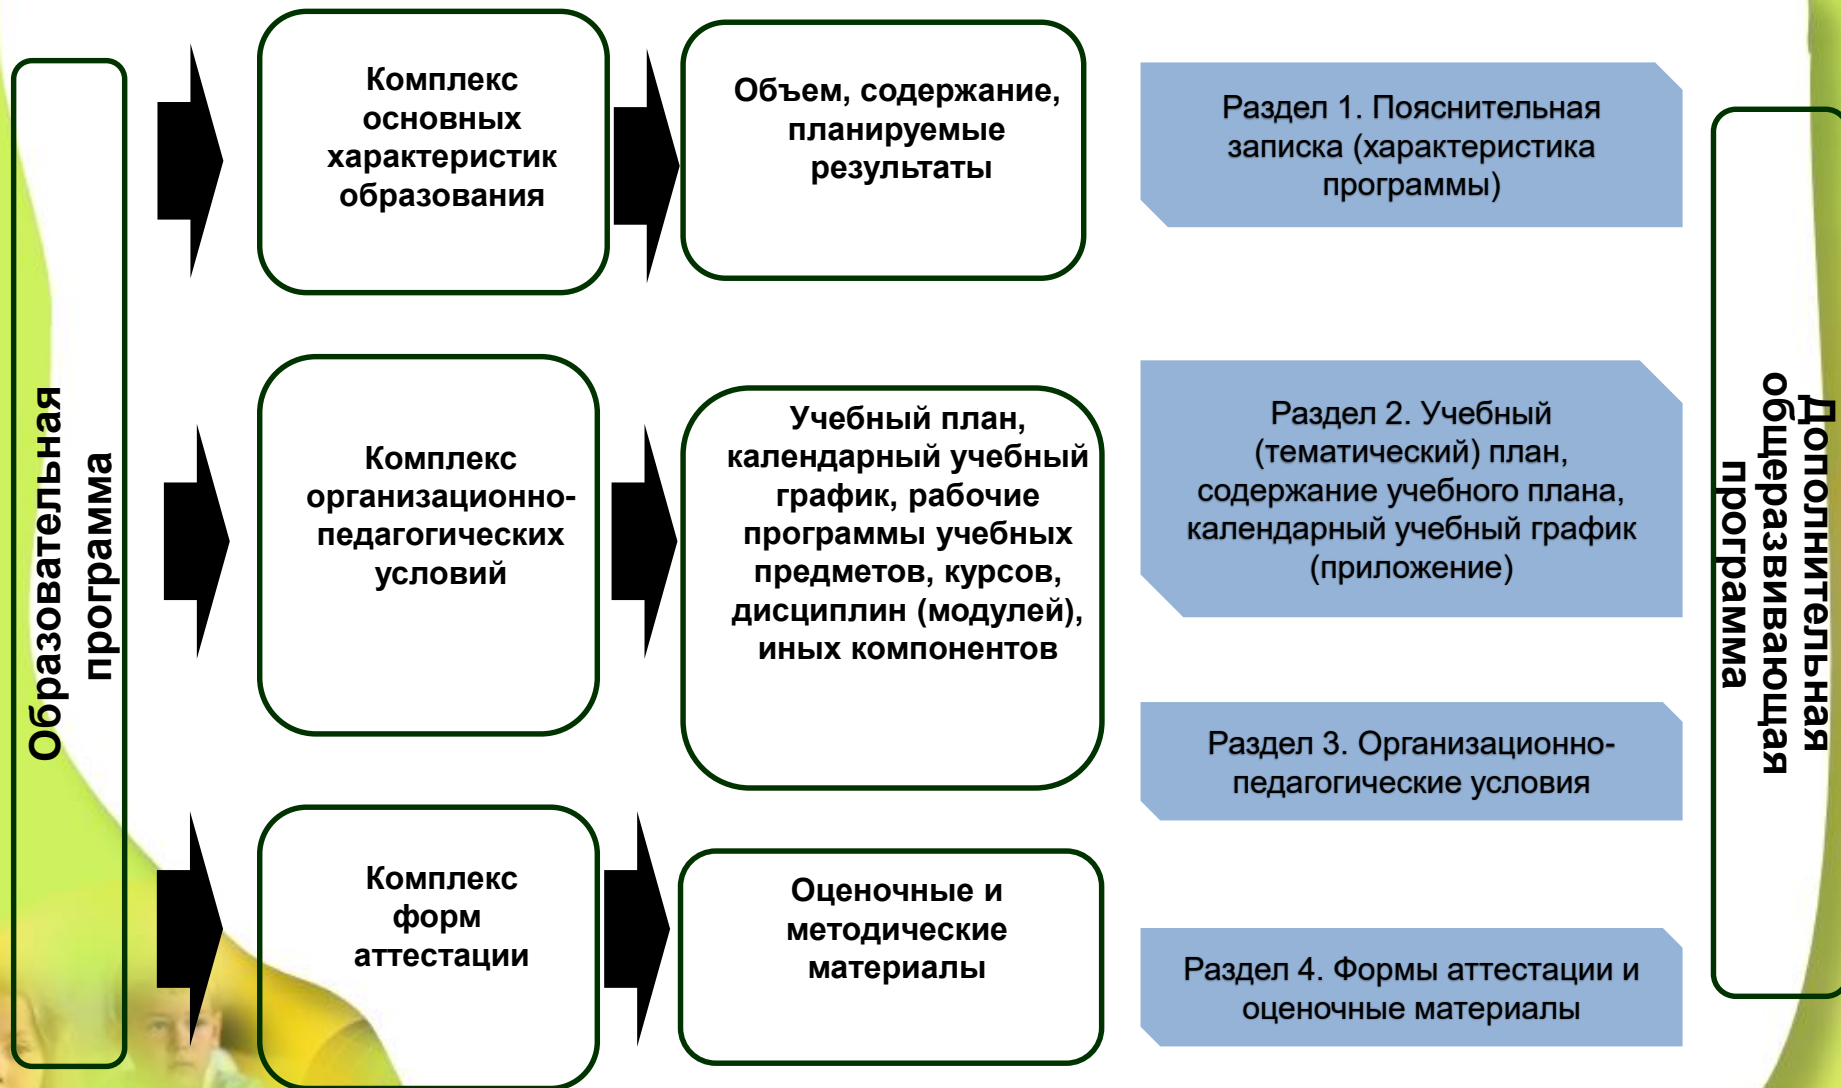 Образовательная
программа
Комплекс
основных
характеристик
образования
Объем, содержание,
планируемые
результаты
Раздел 1. Пояснительная
записка (характеристика
программы)
Комплекс
организационно-
педагогических
условий
Учебный план,
календарный учебный
график, рабочие
программы учебных
предметов, курсов,
дисциплин (модулей),
иных компонентов
Раздел 2. Учебный
(тематический) план,
содержание учебного плана,
календарный учебный график
(приложение)
Раздел 3. Организационно-
педагогические условия
Комплекс
форм
аттестации
Оценочные и
методические
материалы
Раздел 4. Формы аттестации и
оценочные материалы
Дополнительная
общеразвивающая
программа